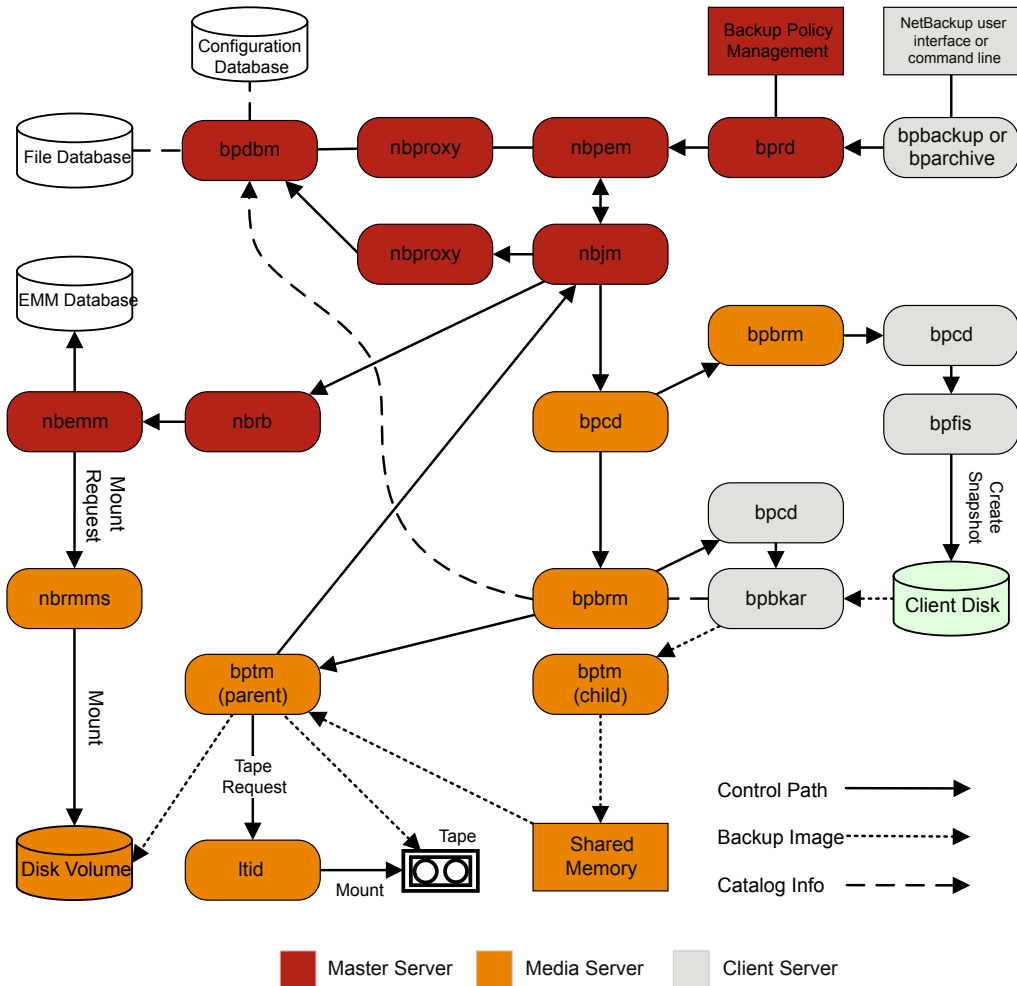 Configuration
Database
Backup Policy
Management
NetBackup user
interface or
command line
File Database
bpdbm
nbproxy
nbpem
bprd
bpbackup or
bparchive
nbproxy
nbjm
EMM Database
bpbrm
bpcd
nbemm
nbrb
bpcd
bpfis
Mount
Request
Create
Snapshot
bpcd
nbrmms
bpbrm
bpbkar
Client Disk
bptm
(parent)
bptm
(child)
Mount
Tape
Request
Control Path
Disk Volume
ltid
Mount
Tape
Shared
Memory
Backup Image
Catalog Info
Master Server
Media Server
Client Server